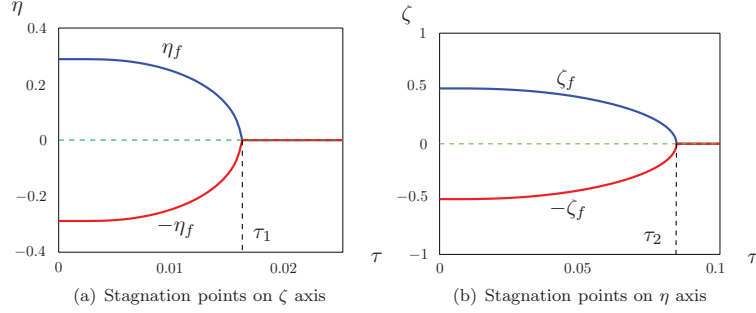 η
0.4
0.2
0
−0.2
−0.4
η_f
−η_f
τ_1
0
0.01
0.02
τ
(a) Stagnation points on ζ axis
ζ
1
0.5
0
−0.5
−1
ζ_f
−ζ_f
τ_2
0
0.05
0.1
τ
(b) Stagnation points on η axis